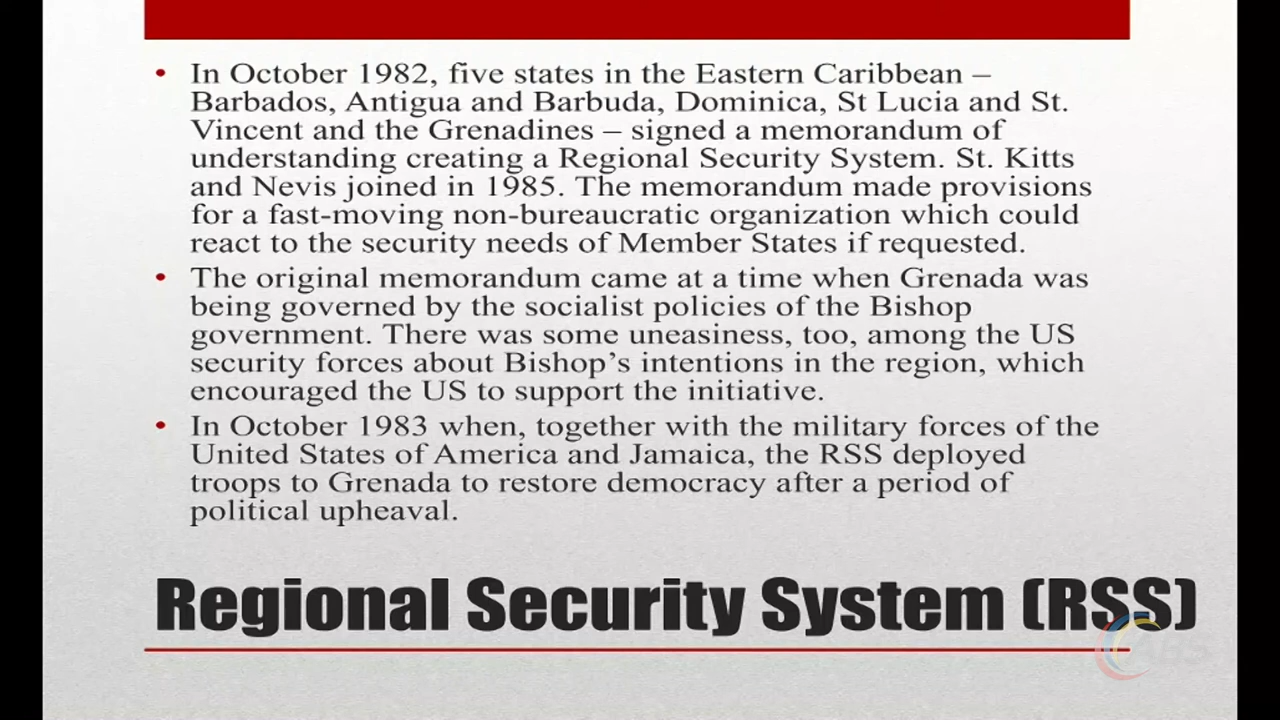 • In October 1982, five states in the Eastern Caribbean –
Barbados, Antigua and Barbuda, Dominica, St Lucia and St.
Vincent and the Grenadines – signed a memorandum of
understanding creating a Regional Security System. St. Kitts
and Nevis joined in 1985. The memorandum made provisions
for a fast-moving non-bureaucratic organization which could
react to the security needs of Member States if requested.
• The original memorandum came at a time when Grenada was
being governed by the socialist policies of the Bishop
government. There was some uneasiness, too, among the US
security forces about Bishop’s intentions in the region, which
encouraged the US to support the initiative.
• In October 1983 when, together with the military forces of the
United States of America and Jamaica, the RSS deployed
troops to Grenada to restore democracy after a period of
political upheaval.
Regional Security System (RSS)
ABS